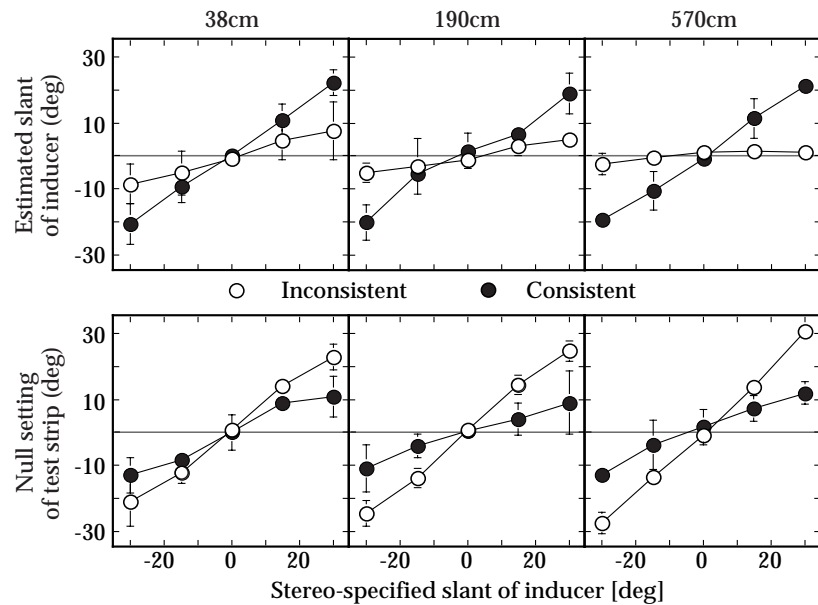 38cm 190cm 570cm
Estimated slant
of inducer (deg)
30
10
-10
-30
Inconsistent Consistent
Null setting
of test strip (deg)
30
10
-10
-30
-20 0 20 -20 0 20 -20 0 20
Stereo-specified slant of inducer [deg]